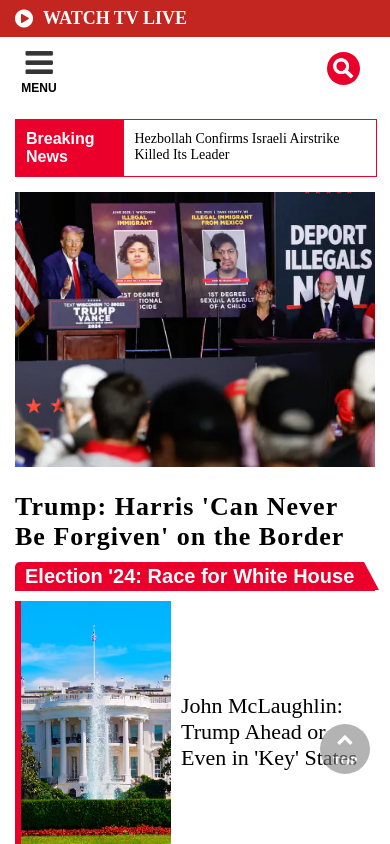 WATCH TV LIVE
MENU
Breaking
News
Hezbollah Confirms Israeli Airstrike
Killed Its Leader
ILLEGAL
IMMIGRANT
ILLEGAL
IMMIGRANT
FROM MEXICO
1ST DEGREE
1ST DEGREE
SEXUAL ASSAULT
OF A CHILD
DEPORT
ILLEGALS
NOW
TRUMP
VANCE
Trump: Harris 'Can Never
Be Forgiven' on the Border
Election '24: Race for White House
John McLaughlin:
Trump Ahead or
Even in 'Key' States